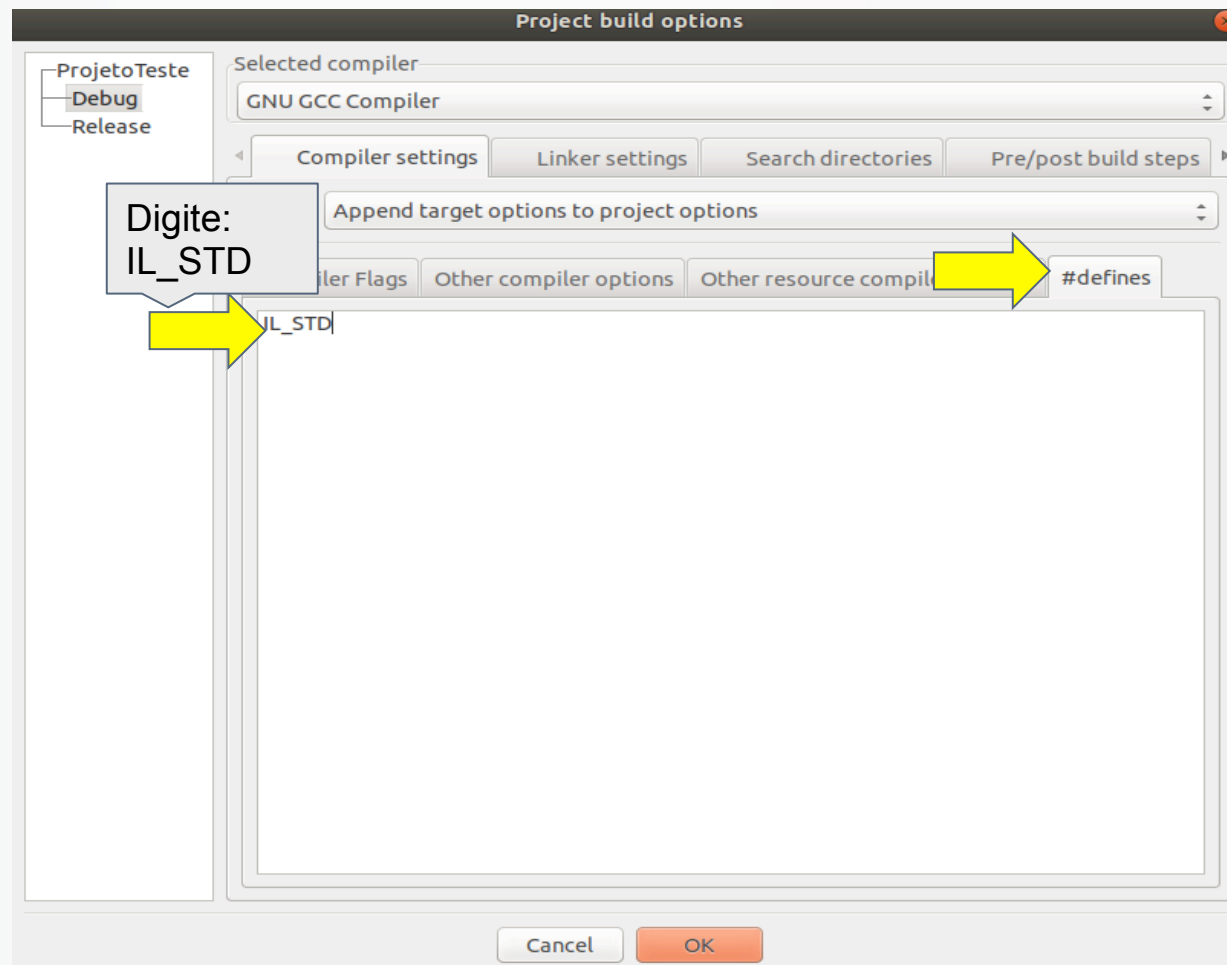 Project build options
ProjetoTeste
Debug
Release
Selected compiler
GNU GCC Compiler
Compiler settings
Linker settings
Search directories
Pre/post build steps
Append target options to project options
Digite:
IL_STD
iler Flags
Other compiler options
Other resource compil
#defines
IL_STD
Cancel
OK